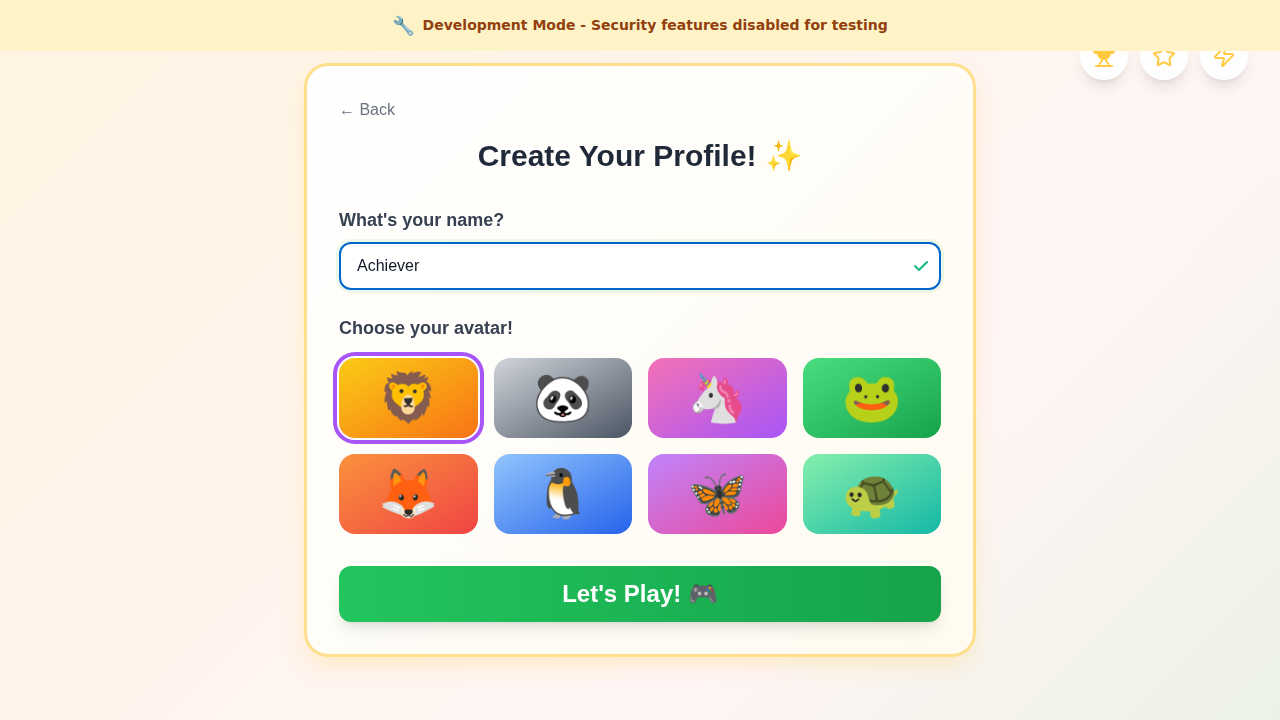 Development Mode - Security features disabled for testing
← Back
Create Your Profile!
What's your name?
Achiever
Choose your avatar!
Let's Play!